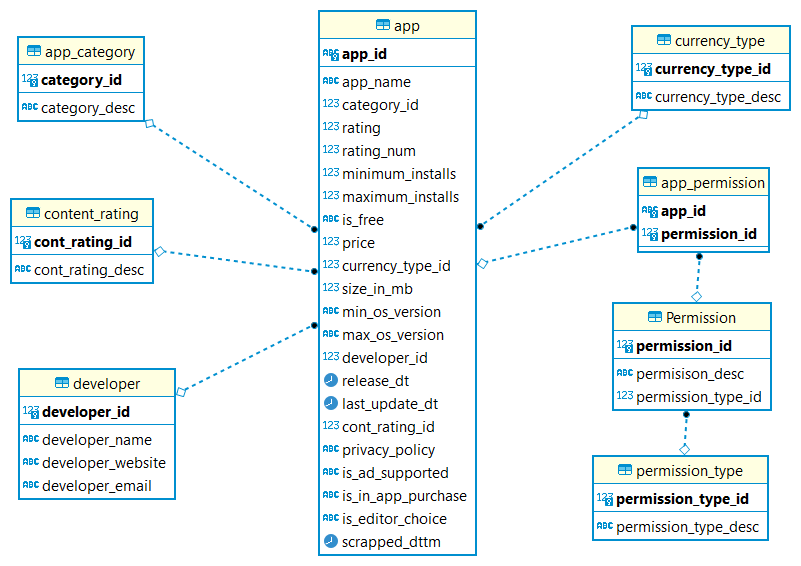 app_category
123 category_id
ABC category_desc
content_rating
123 cont_rating_id
ABC cont_rating_desc
developer
123 developer_id
ABC developer_name
ABC developer_website
ABC developer_email
app
ABC app_id
ABC app_name
123 category_id
123 rating
123 rating_num
123 minimum_installs
123 maximum_installs
ABC is_free
123 price
123 currency_type_id
123 size_in_mb
ABC min_os_version
ABC max_os_version
123 developer_id
release_dt
last_update_dt
123 cont_rating_id
ABC privacy_policy
ABC is_ad_supported
ABC is_in_app_purchase
ABC is_editor_choice
scrapped_dttm
currency_type
123 currency_type_id
ABC currency_type_desc
app_permission
ABC app_id
123 permission_id
Permission
123 permission_id
ABC permisison_desc
123 permission_type_id
permission_type
123 permission_type_id
ABC permission_type_desc